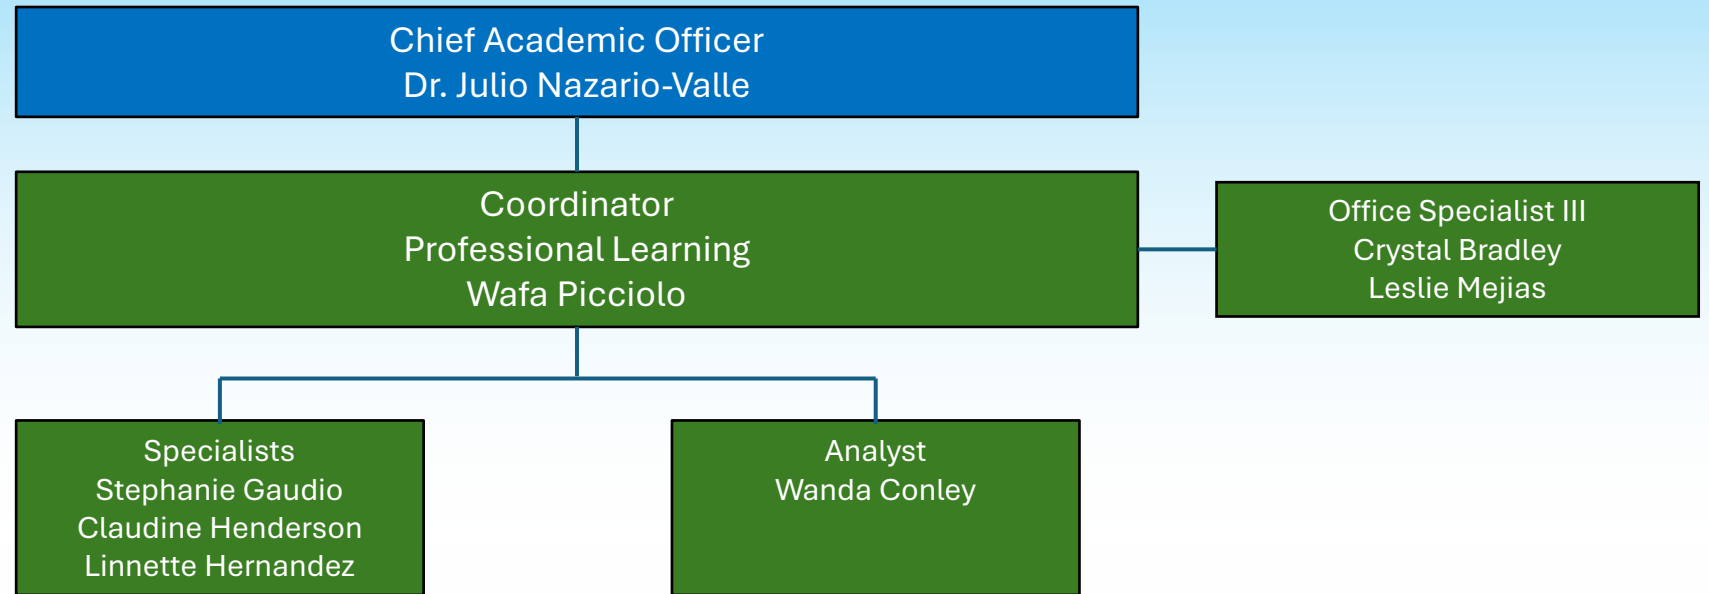 Chief Academic Officer
Dr. Julio Nazario-Valle
Coordinator
Professional Learning
Wafa Picciolo
Office Specialist III
Crystal Bradley
Leslie Mejias
Specialists
Stephanie Gaudio
Claudine Henderson
Linnette Hernandez
Analyst
Wanda Conley